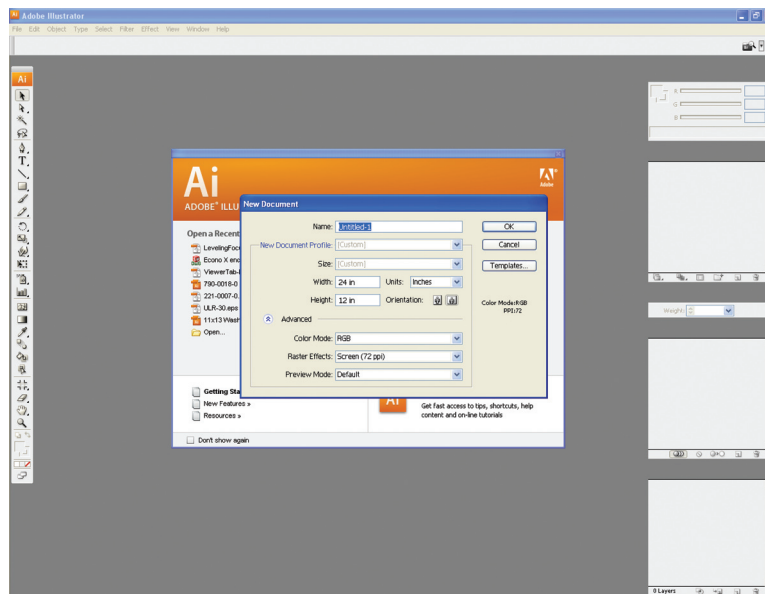 Adobe Illustrator
File Edit Object Type Select Filter Effect View Window Help
Ai
Ai
Adobe
ADOBE® ILLU
New Document
Name: Untitled-1
OK
Open a Recent
New Document Profile: [Custom]
Cancel
LevelingFoc
Econo X enc
Size: [Custom]
Templates...
ViewerTab-
790-0018-0
Width: 24 in Units: Inches
221-0007-0.
Height: 12 in Orientation:
Color Mode:RGB
PPI:72
ULR-30.eps
11x13 Wash
Advanced
Open...
Color Mode: RGB
Raster Effects: Screen (72 ppi)
Preview Mode: Default
Getting Sta
New Features »
Resources »
Ai
Get fast access to tips, shortcuts, help
content and on-line tutorials
Don't show again
R
G
B
Weight:
0 Layers